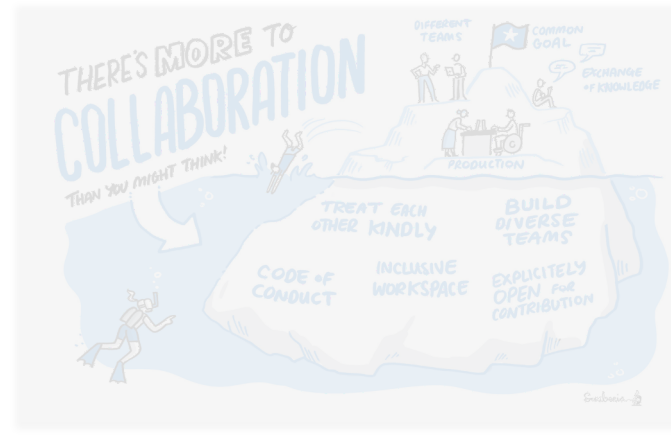 THERE'S MORE TO
COLLABORATION
THAN YOU MIGHT THINK!
DIFFERENT
TEAMS
COMMON
GOAL
EXCHANGE
OF KNOWLEDGE
PRODUCTION
TREAT EACH
OTHER KINDLY
BUILD
DIVERSE
TEAMS
CODE OF
CONDUCT
INCLUSIVE
WORKSPACE
EXPLICITELY
OPEN FOR
CONTRIBUTION